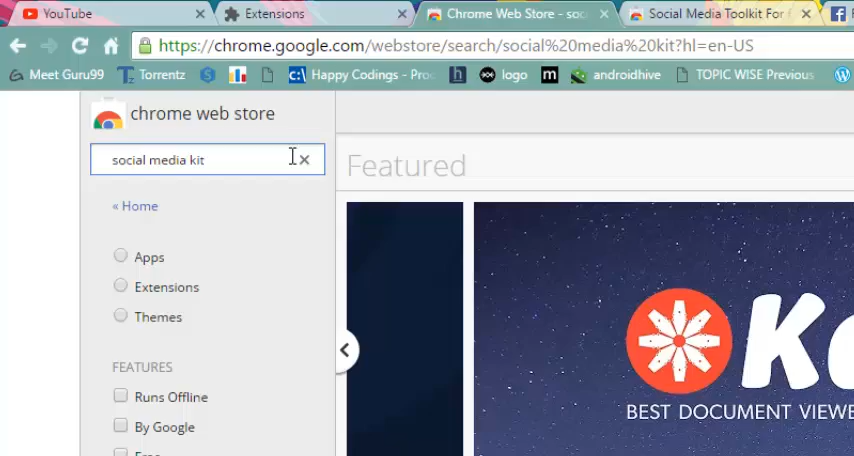 YouTube
Extensions
Chrome Web Store - soc
Social Media Toolkit For
https://chrome.google.com/webstore/search/social%20media%20kit?hl=en-US
Meet Guru99
Torrentz
c:\ Happy Codings - Pro
logo
androidhive
TOPIC WISE Previous
chrome web store
social media kit
Featured
« Home
Apps
Extensions
Themes
FEATURES
Runs Offline
BEST DOCUMENT VIEWE
By Google
Free